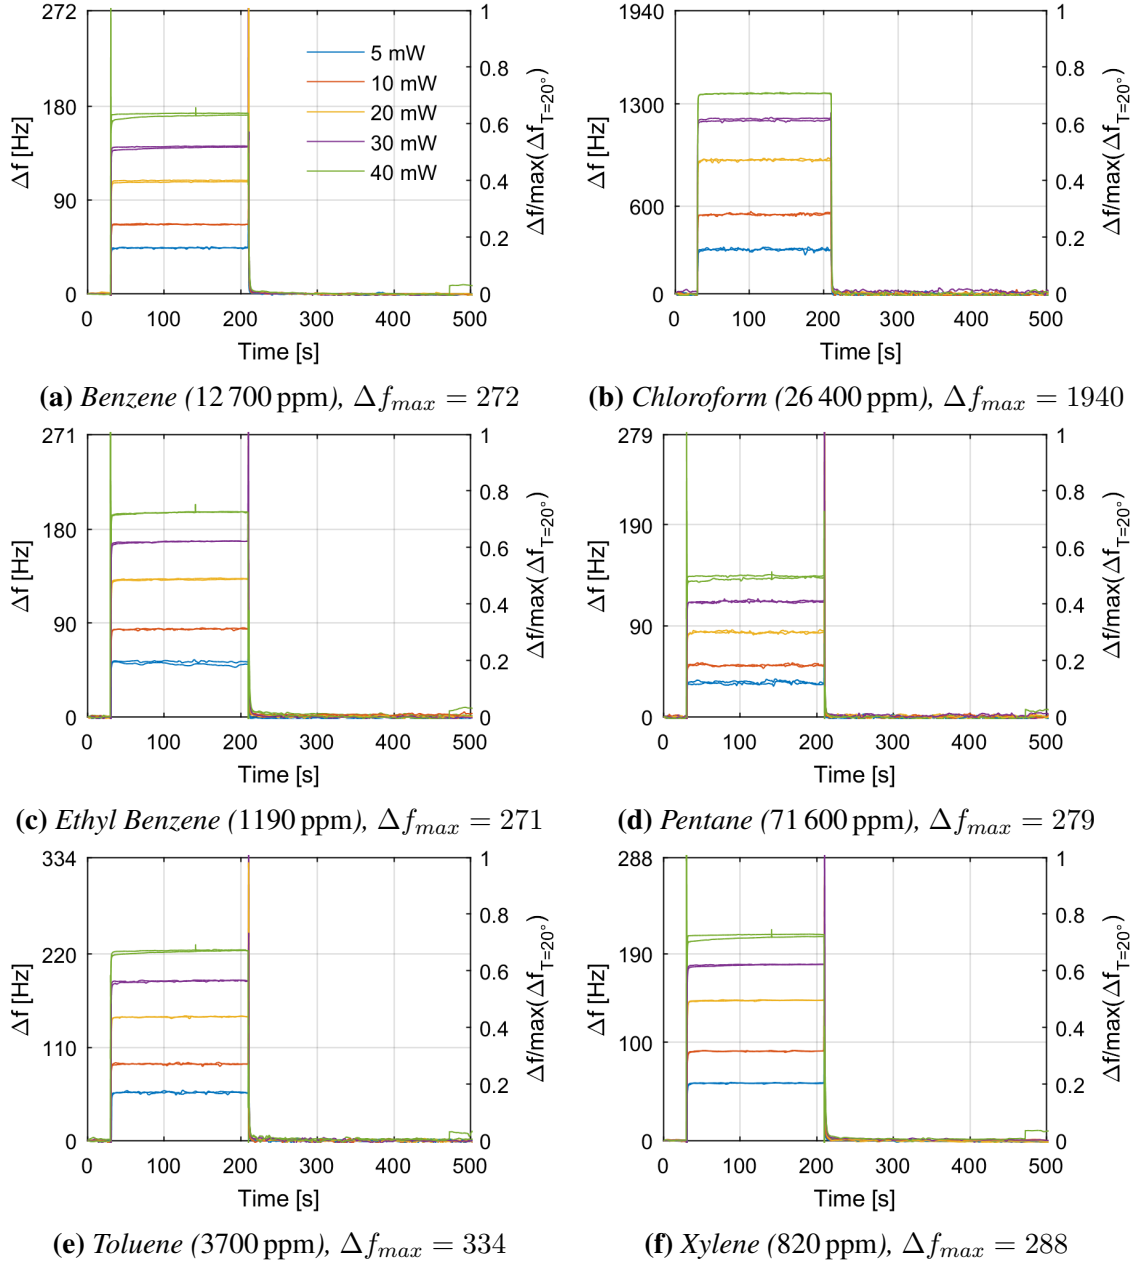 272
180
90
0
Δf [Hz]
0 100 200 300 400 500
Time [s]
1
0.8
0.6
0.4
0.2
0
Δf/max(Δf_T=20°)
5 mW
10 mW
20 mW
30 mW
40 mW
(a) Benzene (12 700 ppm), Δf_max = 272
1940
1300
600
0
Δf [Hz]
0 100 200 300 400 500
Time [s]
1
0.8
0.6
0.4
0.2
0
Δf/max(Δf_T=20°)
(b) Chloroform (26 400 ppm), Δf_max = 1940
271
180
90
0
Δf [Hz]
0 100 200 300 400 500
Time [s]
1
0.8
0.6
0.4
0.2
0
Δf/max(Δf_T=20°)
(c) Ethyl Benzene (1190 ppm), Δf_max = 271
279
190
90
0
Δf [Hz]
0 100 200 300 400 500
Time [s]
1
0.8
0.6
0.4
0.2
0
Δf/max(Δf_T=20°)
(d) Pentane (71 600 ppm), Δf_max = 279
334
220
110
0
Δf [Hz]
0 100 200 300 400 500
Time [s]
1
0.8
0.6
0.4
0.2
0
Δf/max(Δf_T=20°)
(e) Toluene (3700 ppm), Δf_max = 334
288
190
100
0
Δf [Hz]
0 100 200 300 400 500
Time [s]
1
0.8
0.6
0.4
0.2
0
Δf/max(Δf_T=20°)
(f) Xylene (820 ppm), Δf_max = 288